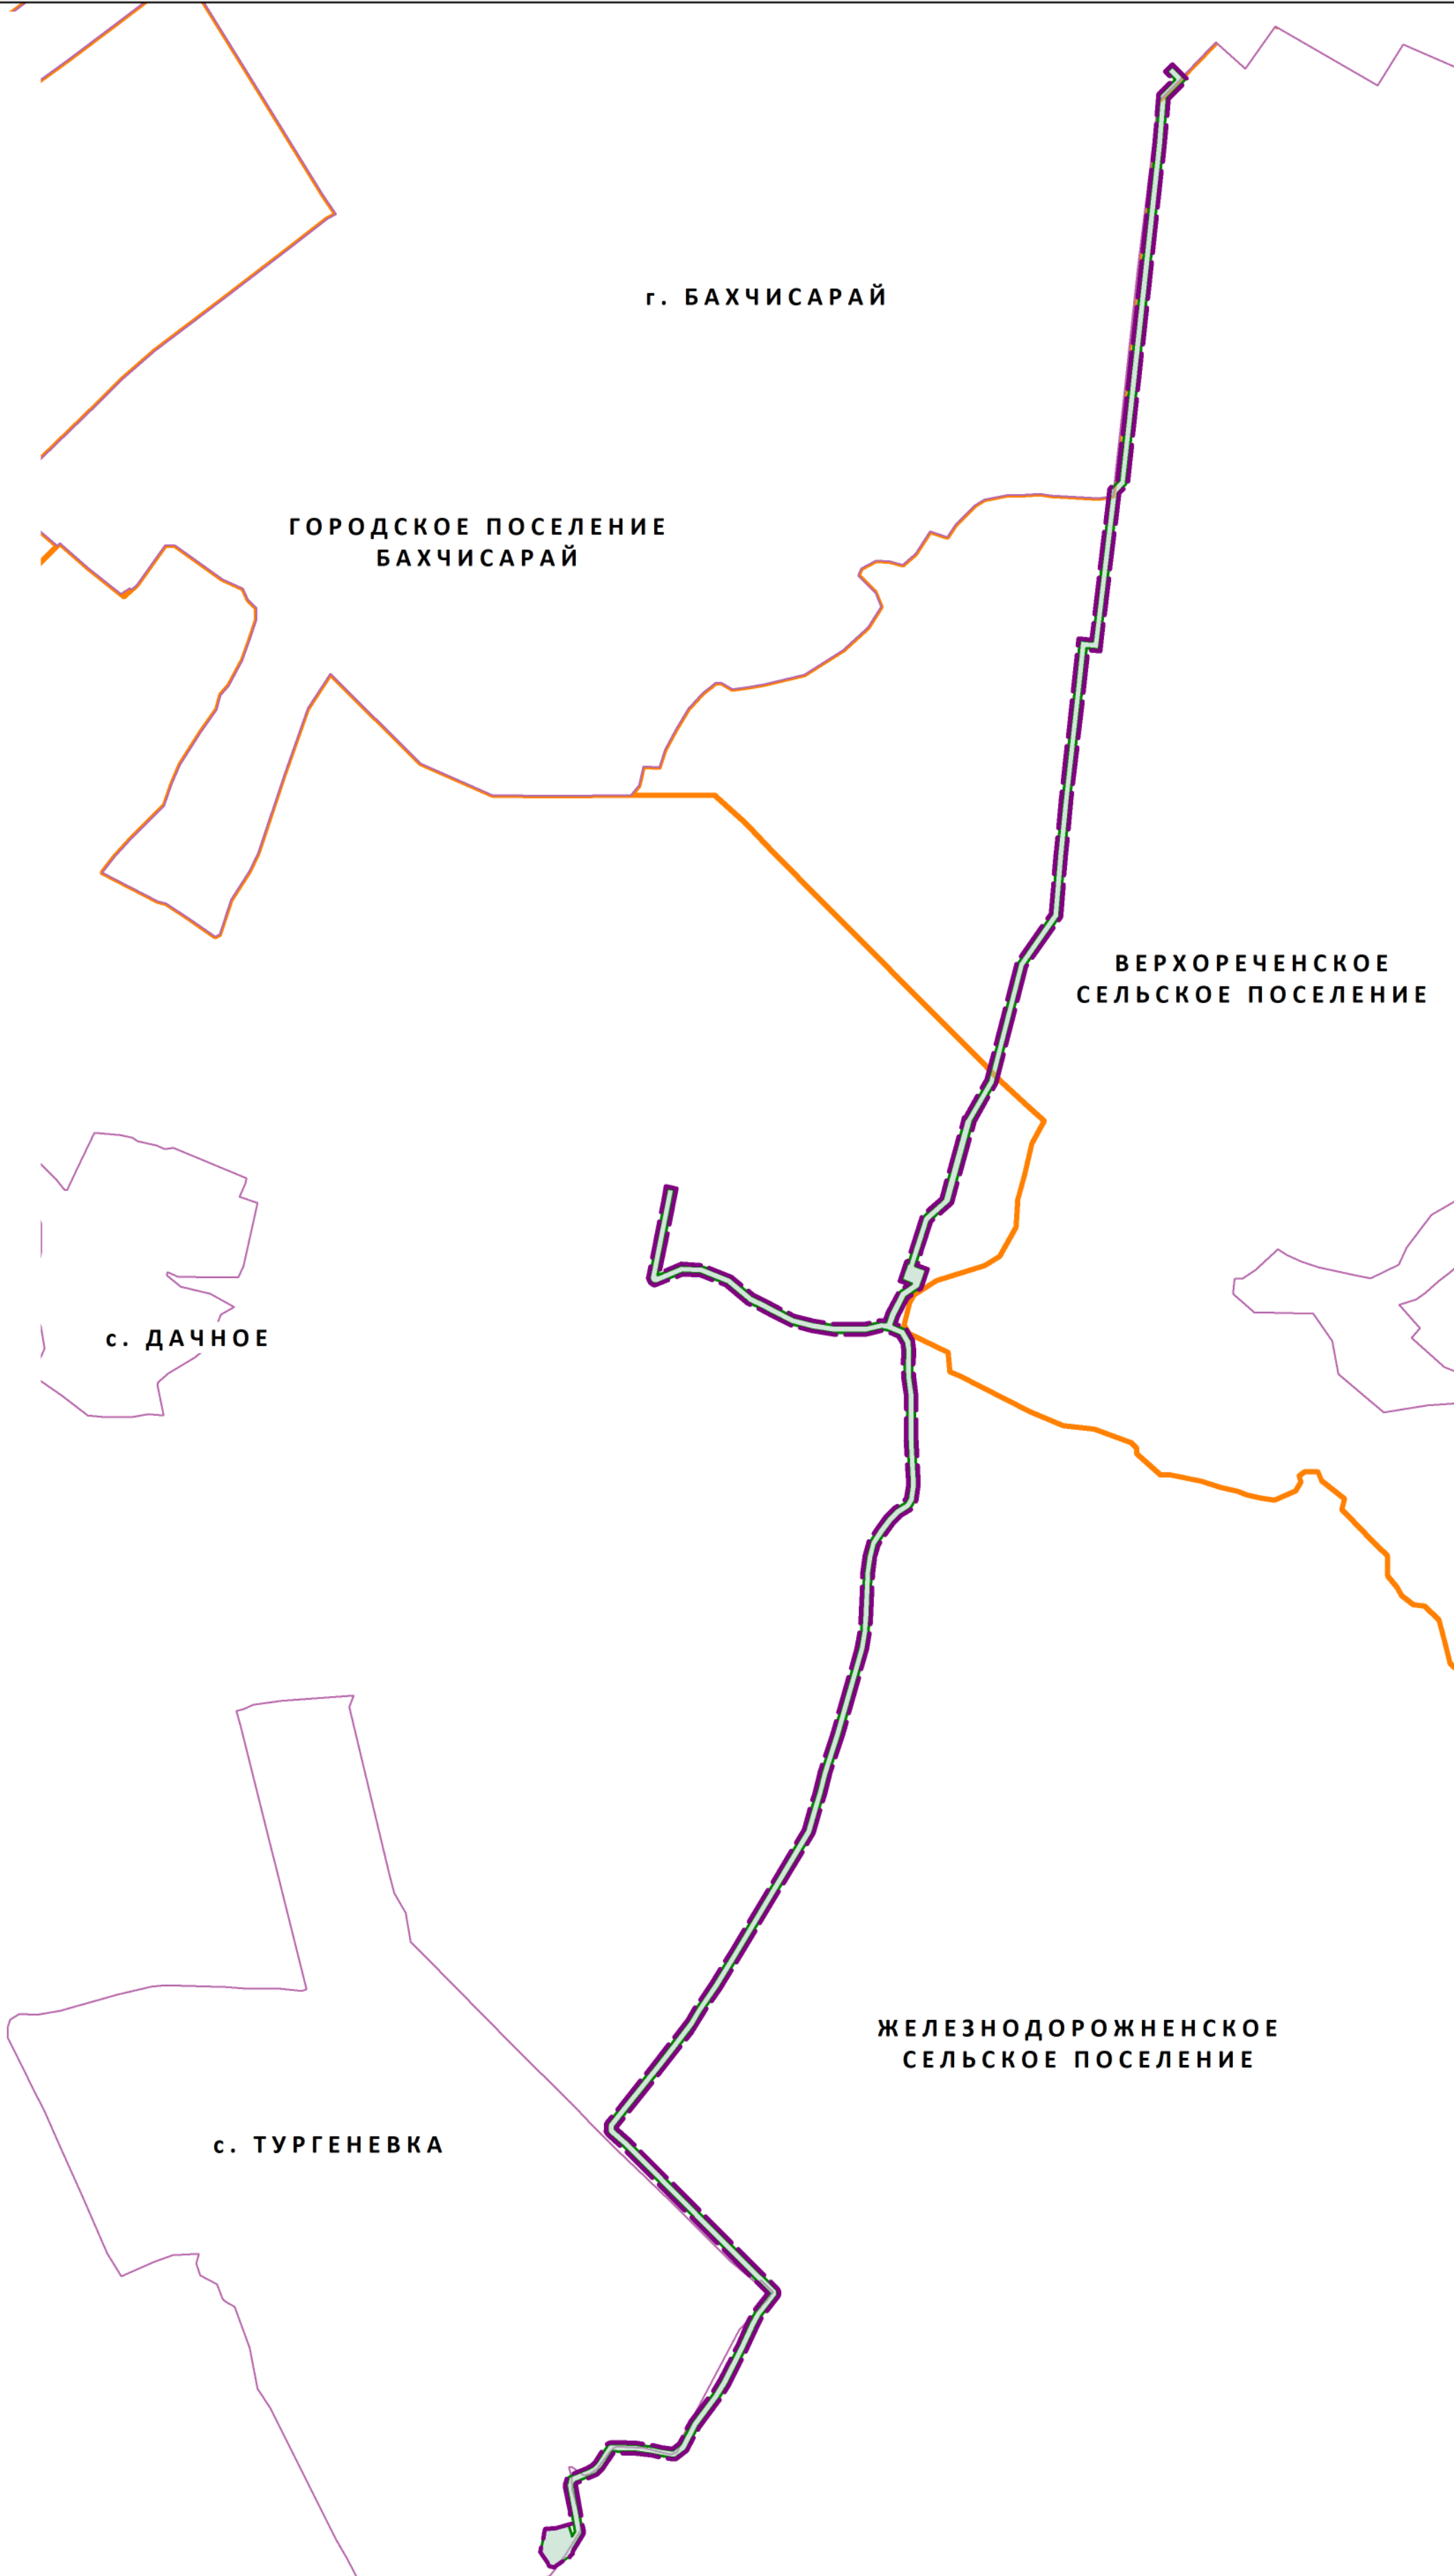 г. БАХЧИСАРАЙ
ГОРОДСКОЕ ПОСЕЛЕНИЕ
БАХЧИСАРАЙ
ВЕРХОРЕЧЕНСКОЕ
СЕЛЬСКОЕ ПОСЕЛЕНИЕ
с. ДАЧНОЕ
ЖЕЛЕЗНОДОРОЖНЕНСКОЕ
СЕЛЬСКОЕ ПОСЕЛЕНИЕ
с. ТУРГЕНЕВКА